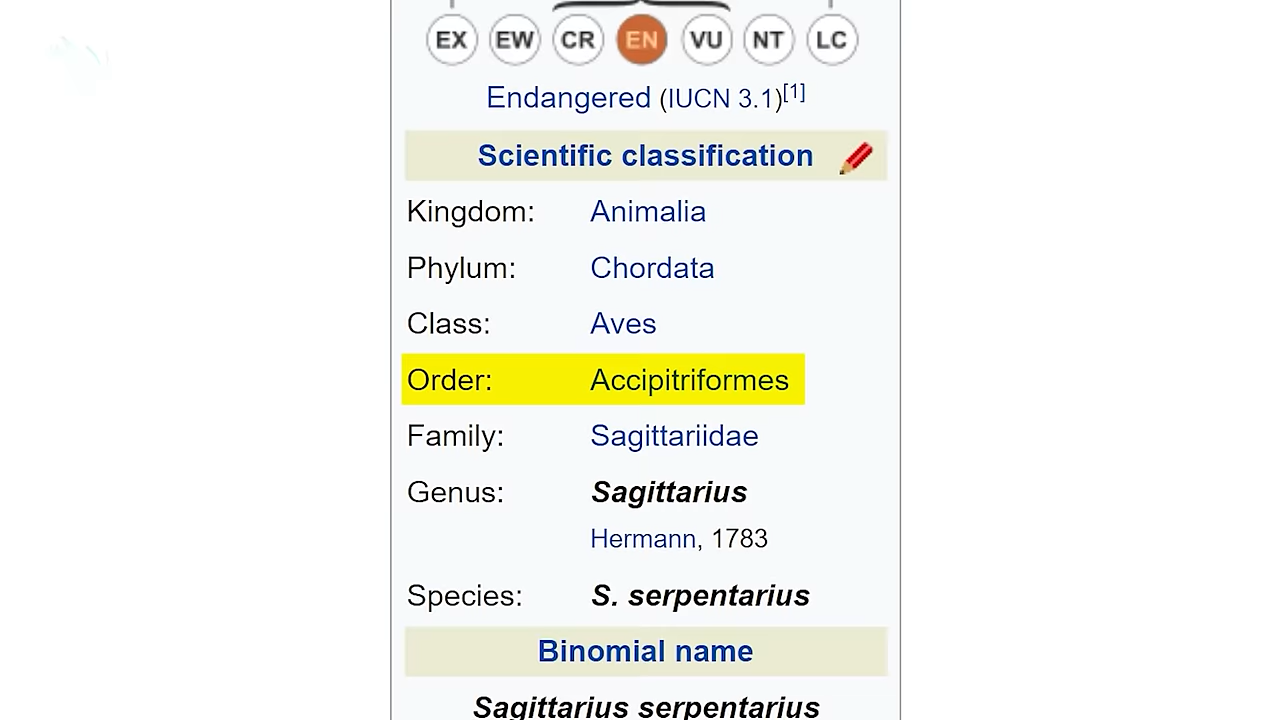 EX EW CR EN VU NT LC
Endangered (IUCN 3.1)[1]
Scientific classification
Kingdom: Animalia
Phylum: Chordata
Class: Aves
Order: Accipitriformes
Family: Sagittariidae
Genus: Sagittarius
Hermann, 1783
Species: S. serpentarius
Binomial name
Sagittarius serpentarius